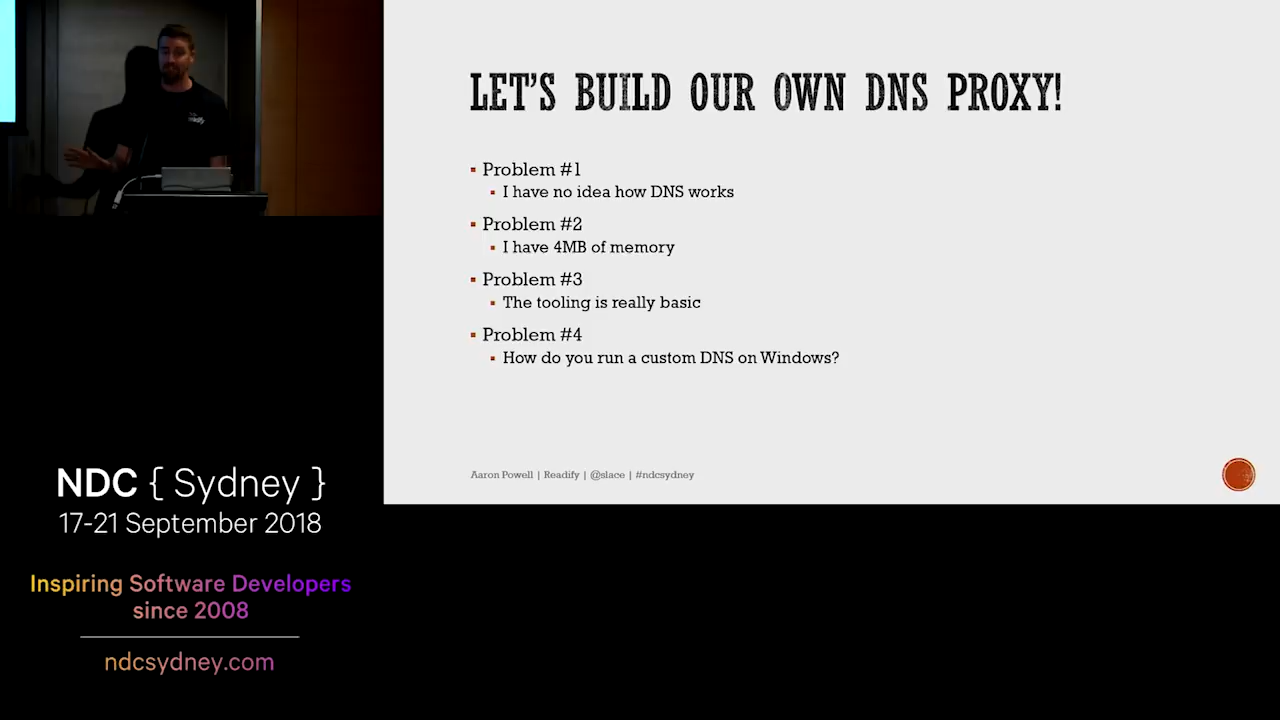 LET'S BUILD OUR OWN DNS PROXY!
Problem #1
I have no idea how DNS works
Problem #2
I have 4MB of memory
Problem #3
The tooling is really basic
Problem #4
How do you run a custom DNS on Windows?
Aaron Powell | Readify | @slace | #ndcsydney
NDC { Sydney }
17-21 September 2018
Inspiring Software Developers
since 2008
ndcsydney.com